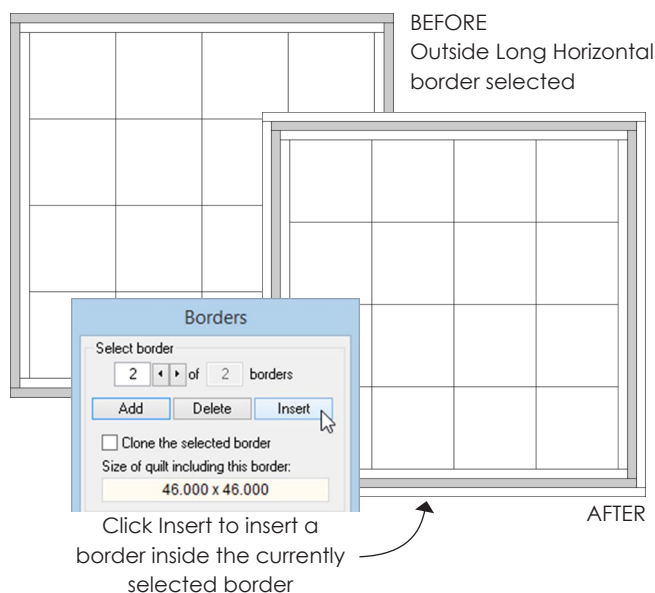 BEFORE
Outside Long Horizontal
border selected
Borders
Select border
2 of 2 borders
Add Delete Insert
Clone the selected border
Size of quilt including this border:
46.000 x 46.000
AFTER
Click Insert to insert a
border inside the currently
selected border